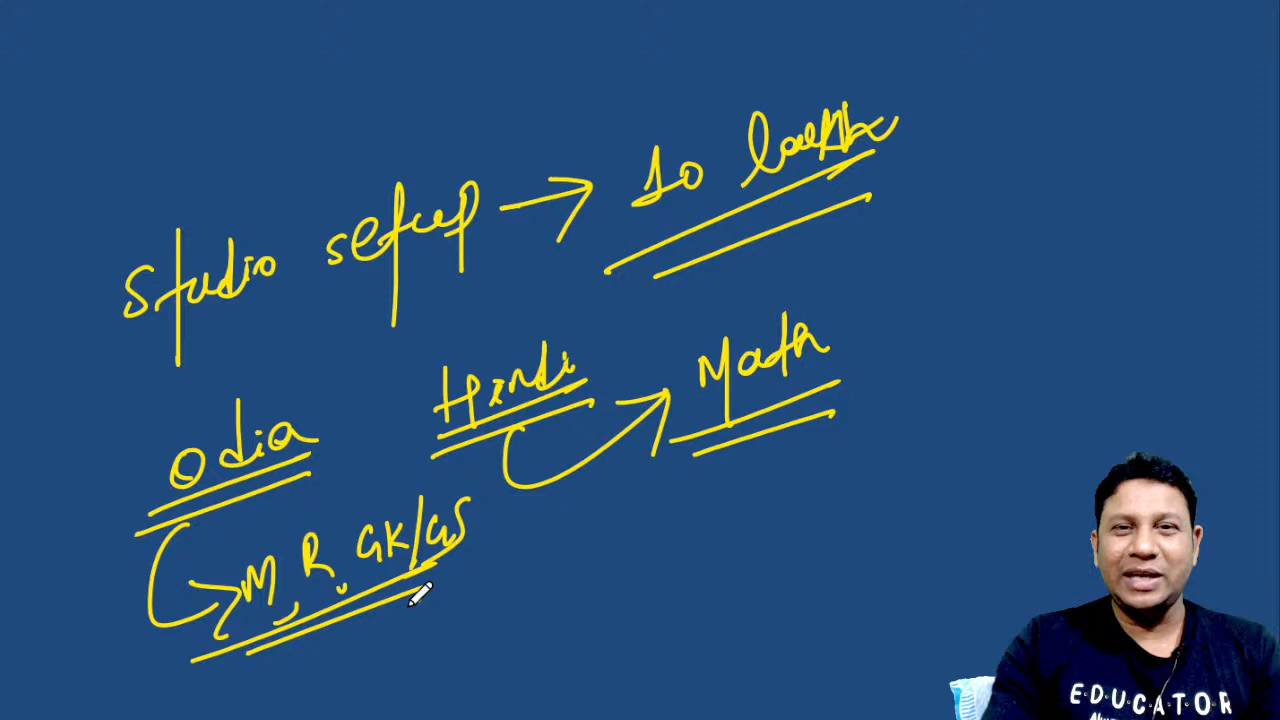 Studio setup → 10 lakh
Odia Hindi → Math
→ M, R, GK/GS
EDUCATOR